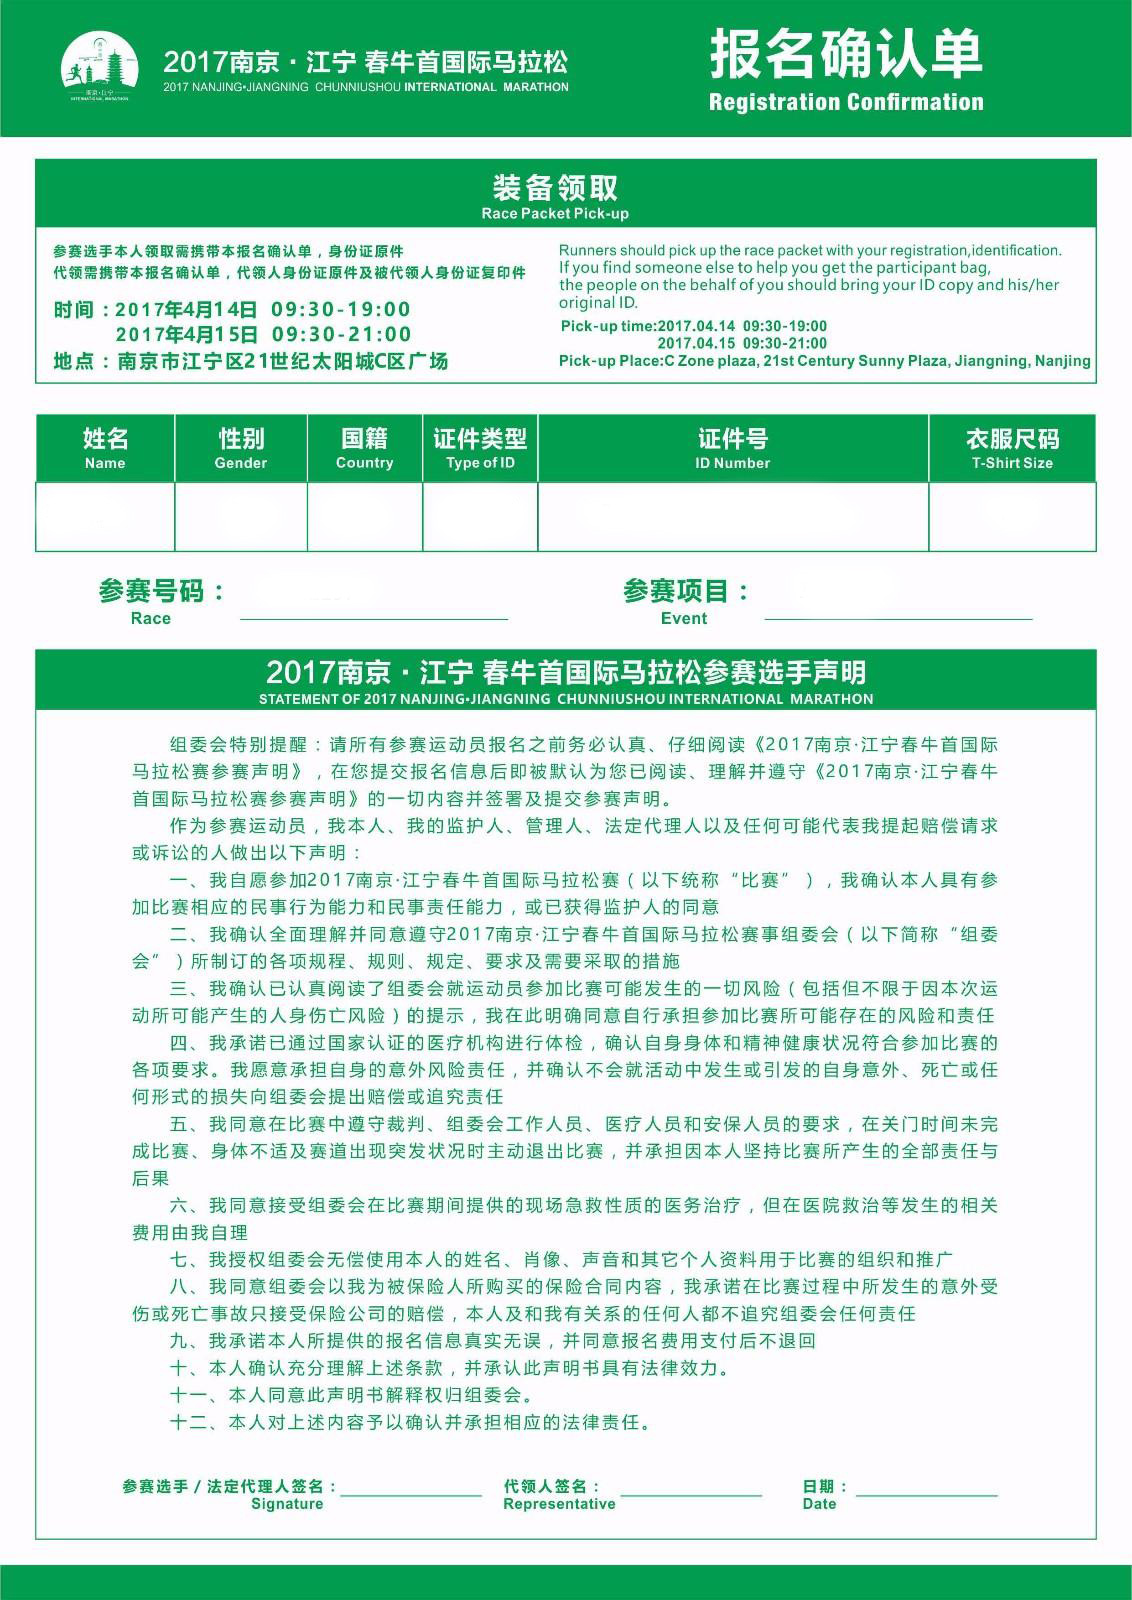 2017南京·江宁 春牛首国际马拉松
2017 NANJING·JIANGNING CHUNNIUSHOU INTERNATIONAL MARATHON
南京·江宁
INTERNATIONAL MARATHON
报名确认单
Registration Confirmation
装备领取
Race Packet Pick-up
参赛选手本人领取需携带本报名确认单，身份证原件
代领需携带本报名确认单，代领人身份证原件及被代领人身份证复印件
时间：2017年4月14日 09:30-19:00
2017年4月15日 09:30-21:00
地点：南京市江宁区21世纪太阳城C区广场
Runners should pick up the race packet with your registration,identification.
If you find someone else to help you get the participant bag,
the people on the behalf of you should bring your ID copy and his/her
original ID.
Pick-up time:2017.04.14 09:30-19:00
2017.04.15 09:30-21:00
Pick-up Place:C Zone plaza, 21st Century Sunny Plaza, Jiangning, Nanjing
姓名 性别 国籍 证件类型 证件号 衣服尺码
Name Gender Country Type of ID ID Number T-Shirt Size
参赛号码： 参赛项目：
Race Event
2017南京·江宁 春牛首国际马拉松参赛选手声明
STATEMENT OF 2017 NANJING·JIANGNING CHUNNIUSHOU INTERNATIONAL MARATHON
组委会特别提醒：请所有参赛运动员报名之前务必认真、仔细阅读《2017南京·江宁春牛首国际
马拉松赛参赛声明》，在您提交报名信息后即被默认为您已阅读、理解并遵守《2017南京·江宁春牛
首国际马拉松赛参赛声明》的一切内容并签署及提交参赛声明。
作为参赛运动员，我本人、我的监护人、管理人、法定代理人以及任何可能代表我提起赔偿请求
或诉讼的人做出以下声明：
一、我自愿参加2017南京·江宁春牛首国际马拉松赛（以下统称“比赛”），我确认本人具有参
加比赛相应的民事行为能力和民事责任能力，或已获得监护人的同意
二、我确认全面理解并同意遵守2017南京·江宁春牛首国际马拉松赛事组委会（以下简称“组委
会”）所制订的各项规程、规则、规定、要求及需要采取的措施
三、我确认已认真阅读了组委会就运动员参加比赛可能发生的一切风险（包括但不限于因本次运
动所可能产生的人身伤亡风险）的提示，我在此明确同意自行承担参加比赛所可能存在的风险和责任
四、我承诺已通过国家认证的医疗机构进行体检，确认自身身体和精神健康状况符合参加比赛的
各项要求。我愿意承担自身的意外风险责任，并确认不会就活动中发生或引发的自身意外、死亡或任
何形式的损失向组委会提出赔偿或追究责任
五、我同意在比赛中遵守裁判、组委会工作人员、医疗人员和安保人员的要求，在关门时间未完
成比赛、身体不适及赛道出现突发状况时主动退出比赛，并承担因本人坚持比赛所产生的全部责任与
后果
六、我同意接受组委会在比赛期间提供的现场急救性质的医务治疗，但在医院救治等发生的相关
费用由我自理
七、我授权组委会无偿使用本人的姓名、肖像、声音和其它个人资料用于比赛的组织和推广
八、我同意组委会以我为被保险人所购买的保险合同内容，我承诺在比赛过程中所发生的意外受
伤或死亡事故只接受保险公司的赔偿，本人及和我有关系的任何人都不追究组委会任何责任
九、我承诺本人所提供的报名信息真实无误，并同意报名费用支付后不退回
十、本人确认充分理解上述条款，并承认此声明书具有法律效力。
十一、本人同意此声明书解释权归组委会。
十二、本人对上述内容予以确认并承担相应的法律责任。
参赛选手 / 法定代理人签名： 代领人签名： 日期：
Signature Representative Date